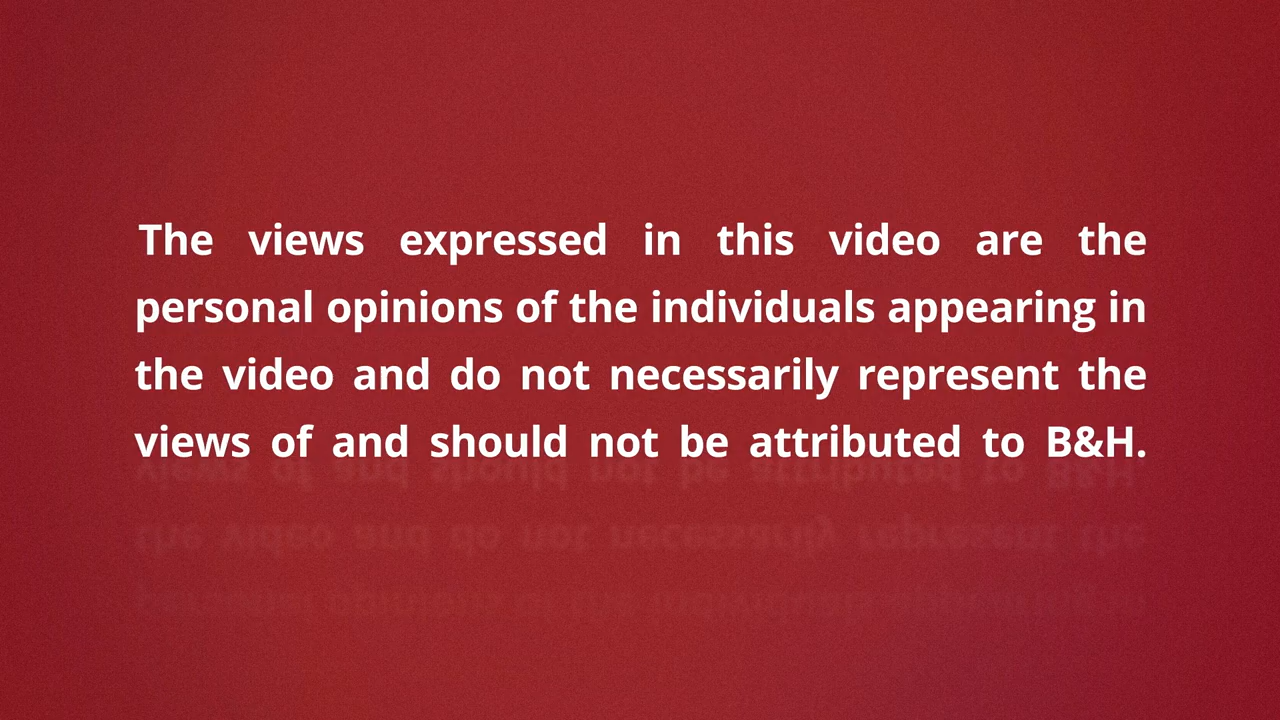 The views expressed in this video are the
personal opinions of the individuals appearing in
the video and do not necessarily represent the
views of and should not be attributed to B&H.